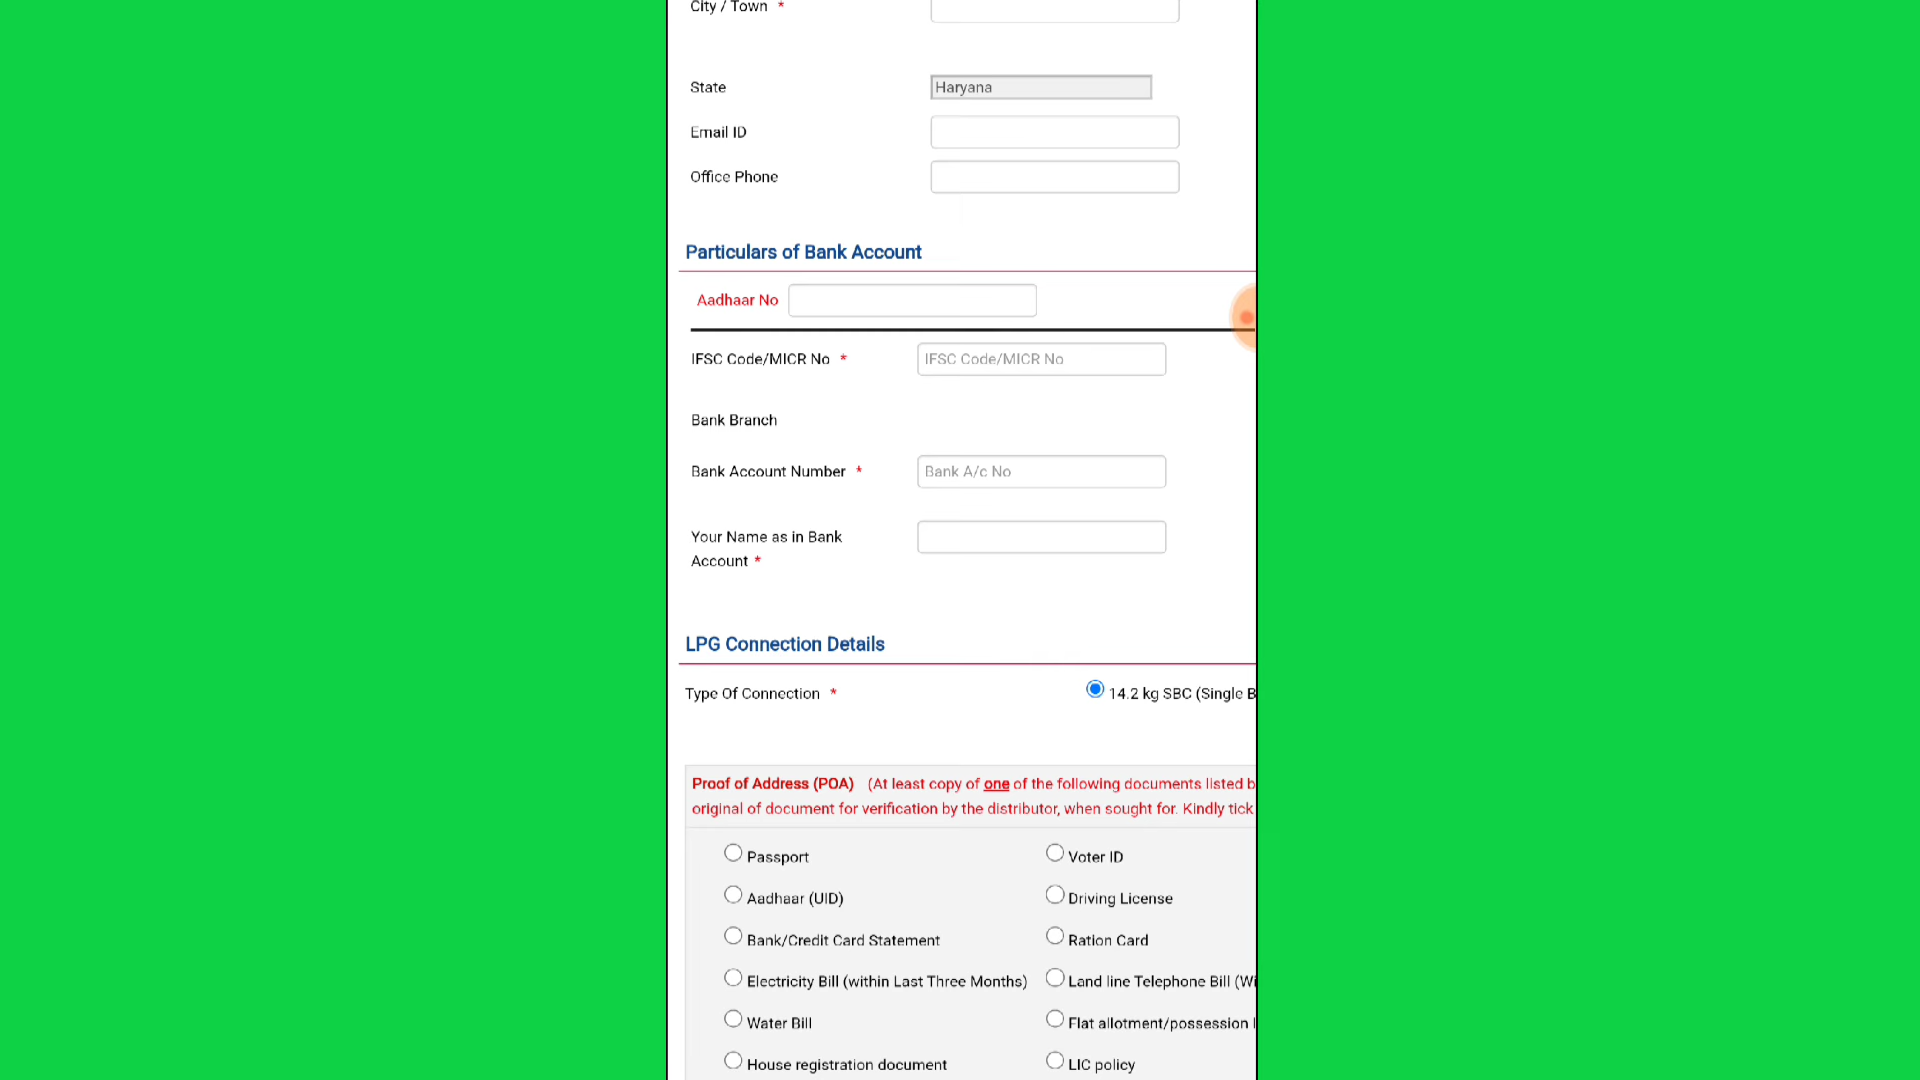 City / Town *
State Haryana
Email ID
Office Phone
Particulars of Bank Account
Aadhaar No
IFSC Code/MICR No * IFSC Code/MICR No
Bank Branch
Bank Account Number * Bank A/c No
Your Name as in Bank
Account *
LPG Connection Details
Type Of Connection * 14.2 kg SBC (Single B
Proof of Address (POA) (At least copy of one of the following documents listed b
original of document for verification by the distributor, when sought for. Kindly tick
Passport Voter ID
Aadhaar (UID) Driving License
Bank/Credit Card Statement Ration Card
Electricity Bill (within Last Three Months) Land line Telephone Bill (Wi
Water Bill Flat allotment/possession l
House registration document LIC policy